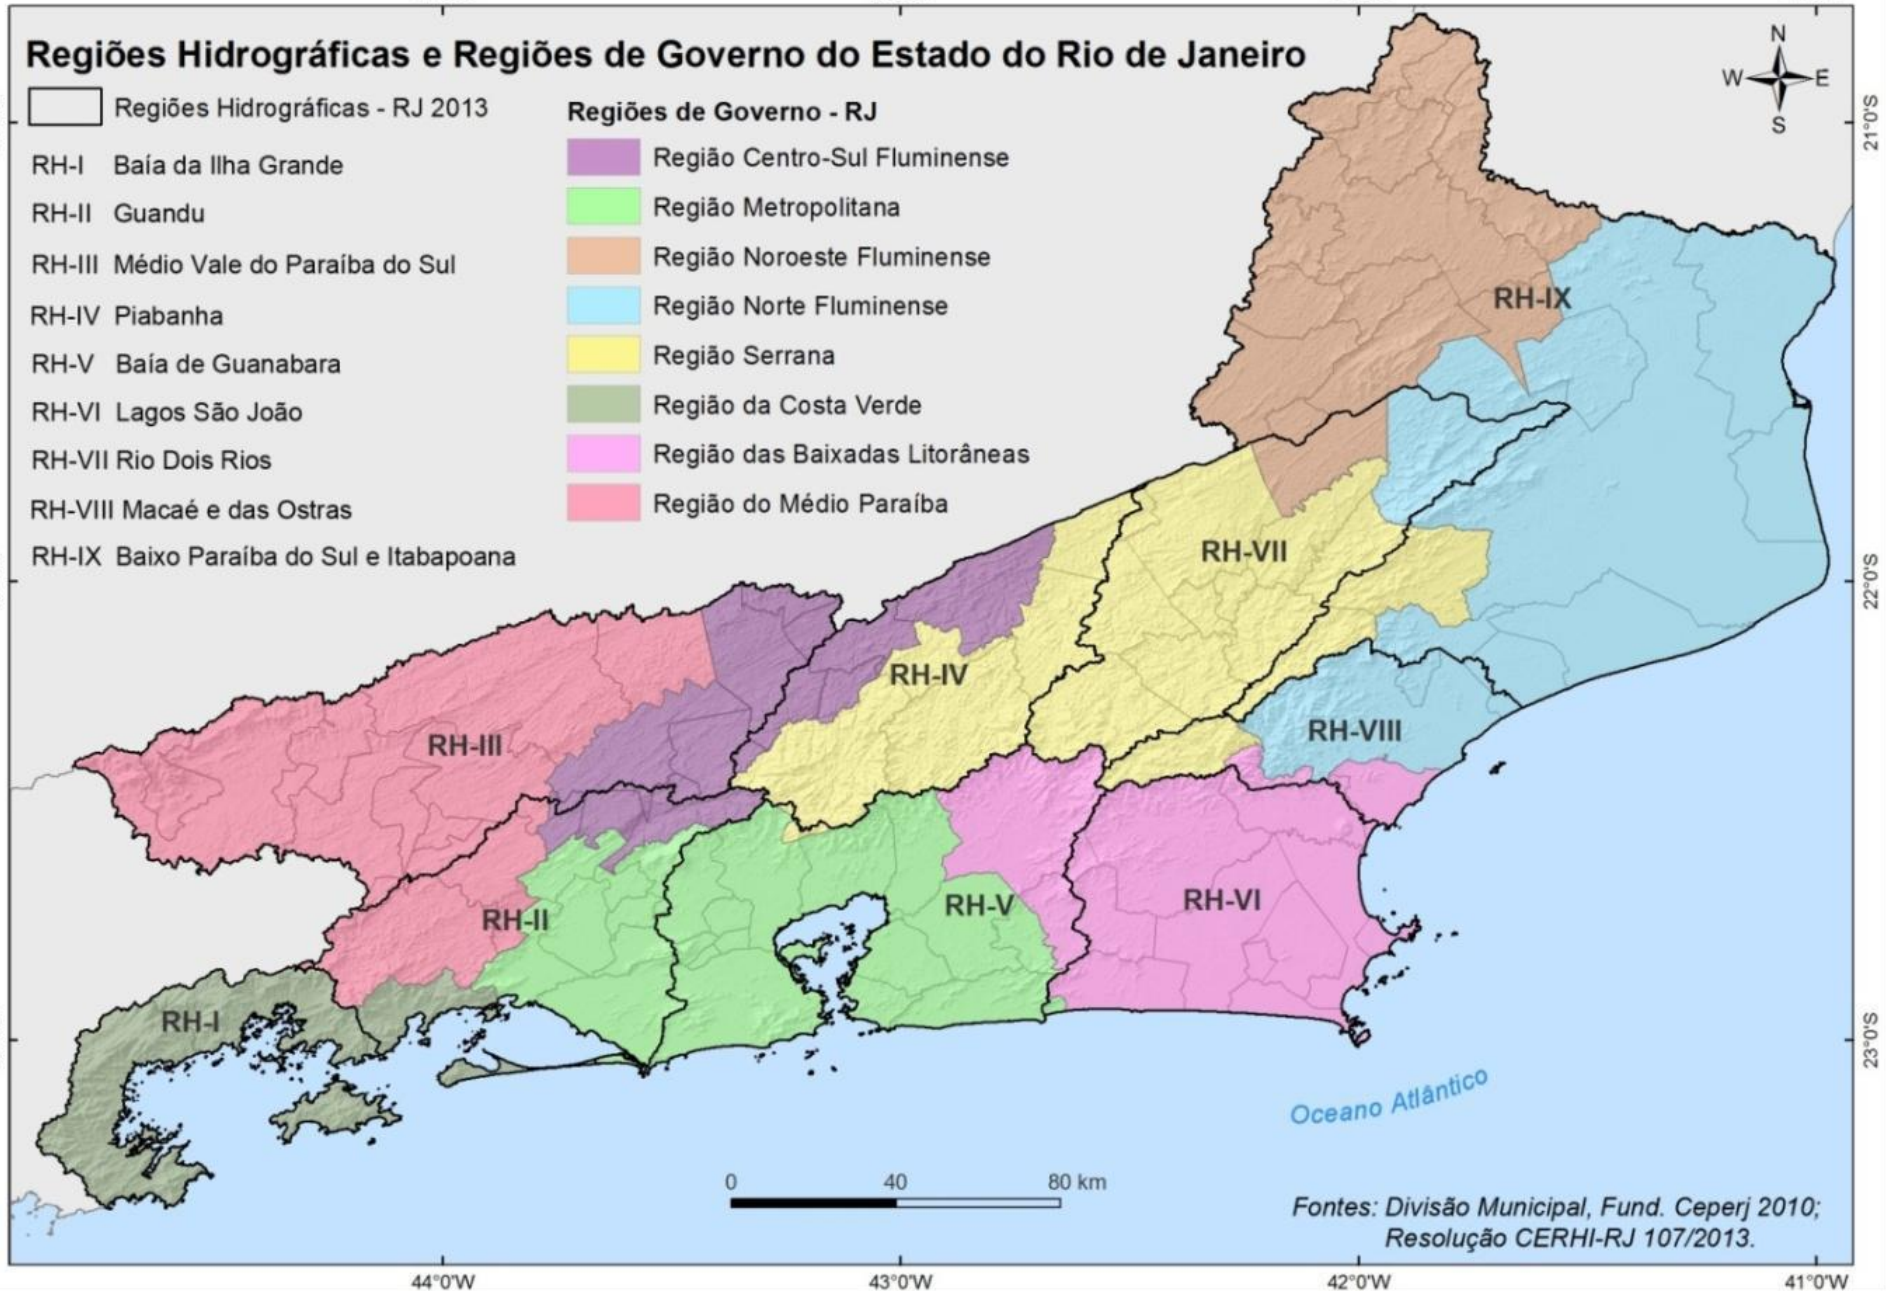 Regiões Hidrográficas e Regiões de Governo do Estado do Rio de Janeiro
Regiões Hidrográficas - RJ 2013
RH-I Baía da Ilha Grande
RH-II Guandu
RH-III Médio Vale do Paraíba do Sul
RH-IV Piabanha
RH-V Baía de Guanabara
RH-VI Lagos São João
RH-VII Rio Dois Rios
RH-VIII Macaé e das Ostras
RH-IX Baixo Paraíba do Sul e Itabapoana
Regiões de Governo - RJ
Região Centro-Sul Fluminense
Região Metropolitana
Região Noroeste Fluminense
Região Norte Fluminense
Região Serrana
Região da Costa Verde
Região das Baixadas Litorâneas
Região do Médio Paraíba
N
W E
S
21°0'S
RH-IX
RH-VII
22°0'S
RH-IV
RH-VIII
RH-III
RH-VI
RH-V
RH-II
RH-I
23°0'S
Oceano Atlântico
0 40 80 km
Fontes: Divisão Municipal, Fund. Ceperj 2010;
Resolução CERHI-RJ 107/2013.
44°0'W 43°0'W 42°0'W 41°0'W